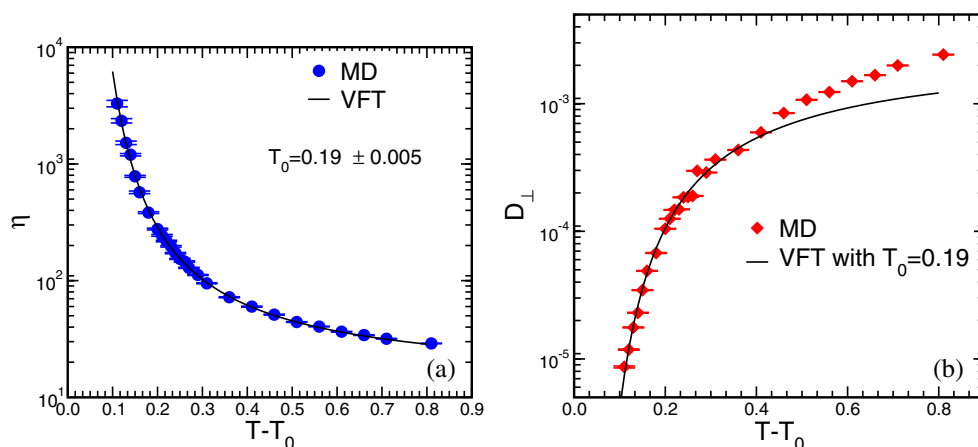 10^4
10^3
10^2
10^1
η
MD
VFT
T_0=0.19 ± 0.005
(a)
0.0 0.1 0.2 0.3 0.4 0.5 0.6 0.7 0.8 0.9
T-T_0
10^-3
10^-4
10^-5
D_⊥
MD
VFT with T_0=0.19
(b)
0.0 0.2 0.4 0.6 0.8
T-T_0